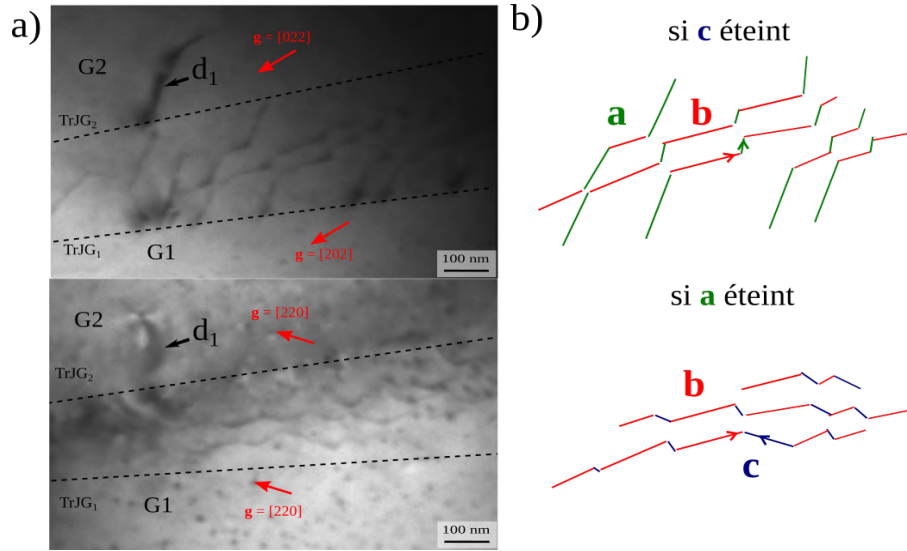 a)
g = [022]
G2
d1
TrJG2
TrJG1
G1
g = [202]
100 nm
g = [220]
G2
d1
TrJG2
TrJG1
G1
g = [220]
100 nm
b)
si c éteint
a
b
si a éteint
b
c